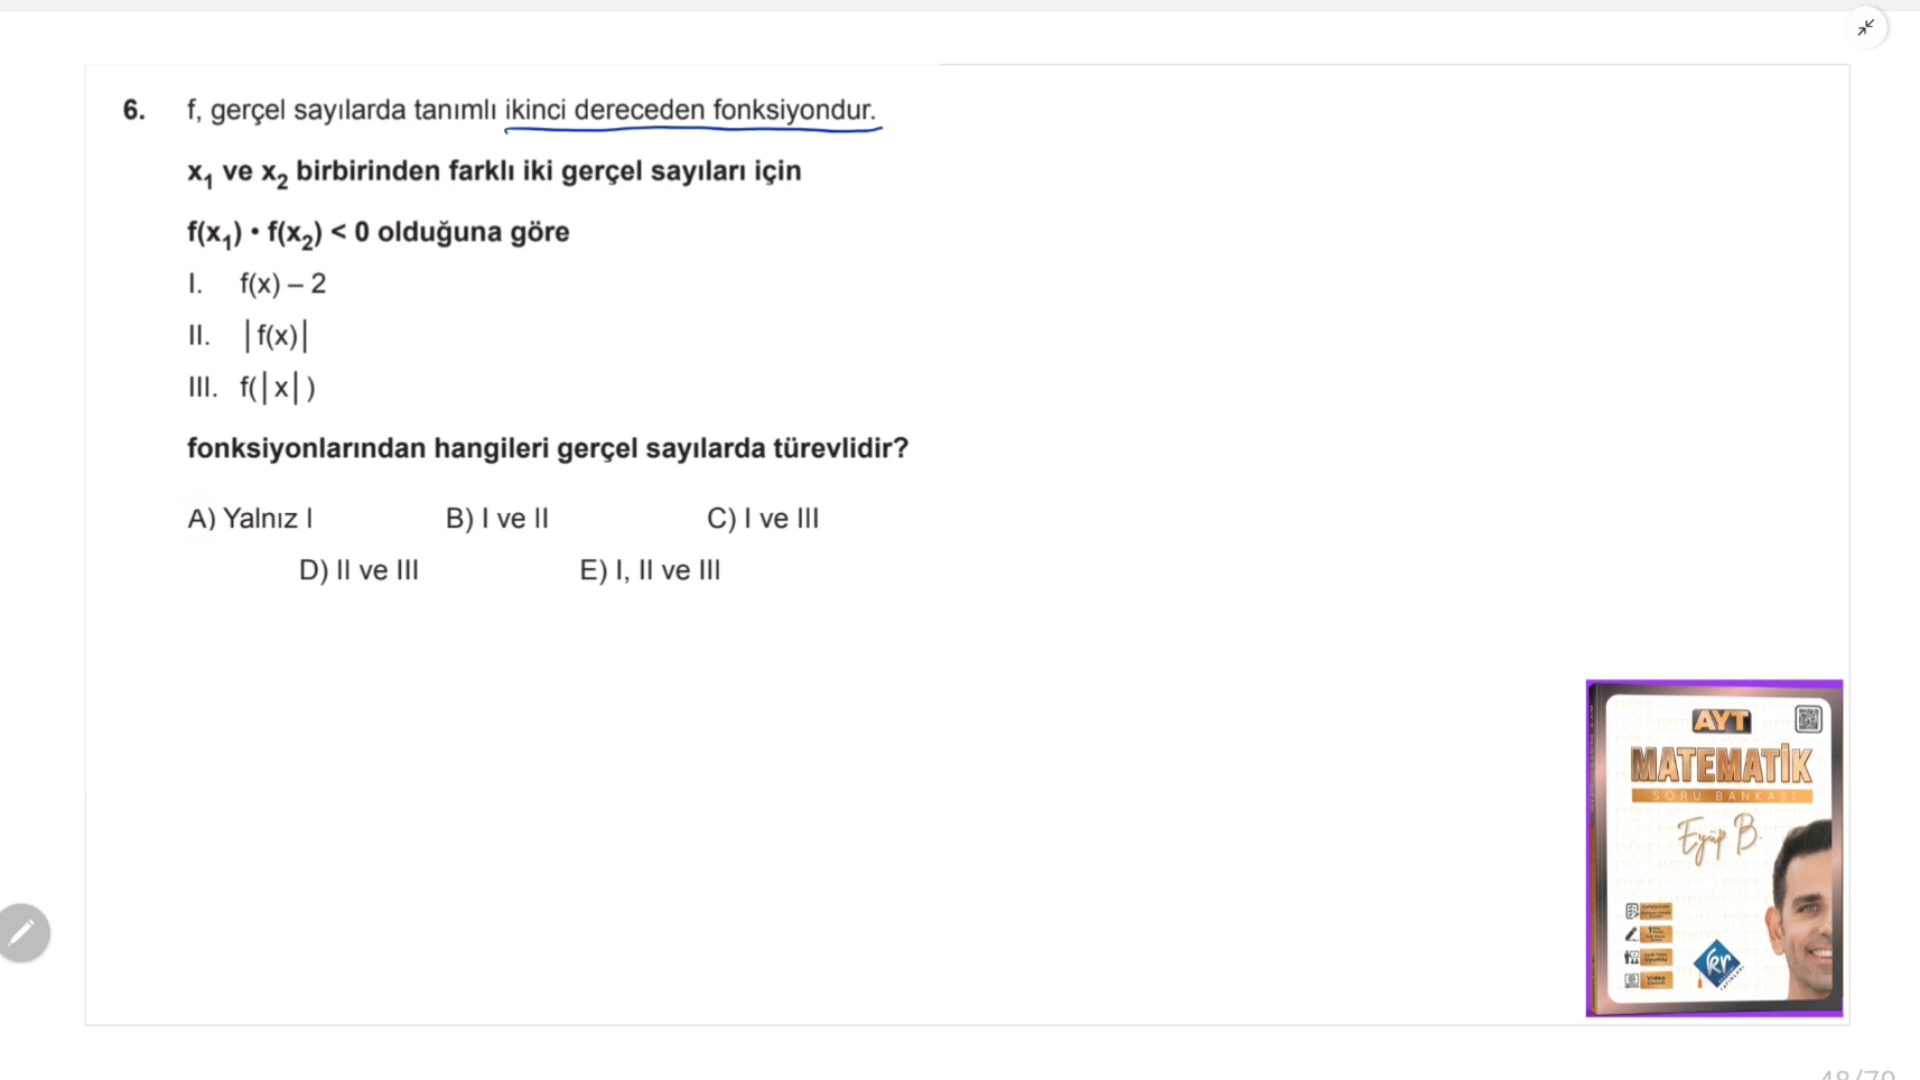 6. f, gerçel sayılarda tanımlı ikinci dereceden fonksiyondur.
x₁ ve x₂ birbirinden farklı iki gerçel sayıları için
f(x₁) • f(x₂) < 0 olduğuna göre
I. f(x) – 2
II. |f(x)|
III. f(|x|)
fonksiyonlarından hangileri gerçel sayılarda türevlidir?
A) Yalnız I B) I ve II C) I ve III
D) II ve III E) I, II ve III
AYT
MATEMATİK
SORU BANKASI
Eyüp B.
kr